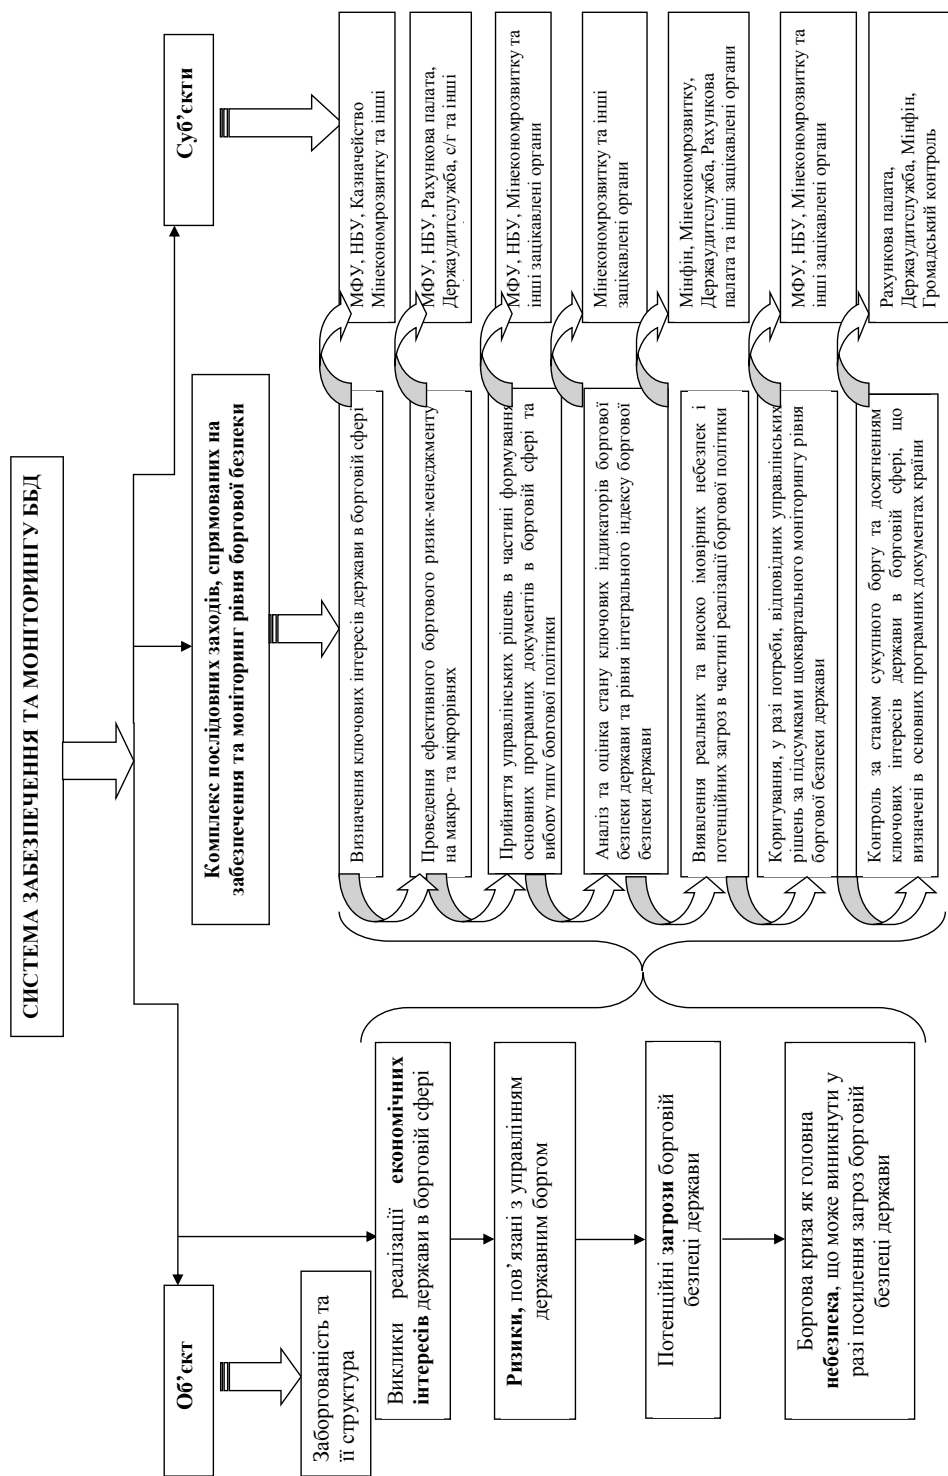 СИСТЕМА ЗАБЕЗПЕЧЕННЯ ТА МОНІТОРИНГУ ББД
Об’єкт
Комплекс послідовних заходів, спрямованих на
забезпечення та моніторинг рівня боргової безпеки
Суб’єкти
Заборгованість та
її структура
Виклики реалізації економічних
інтересів держави в борговій сфері
Ризики, пов’язані з управлінням
державним боргом
Потенційні загрози борговій
безпеці держави
Боргова криза як головна
небезпека, що може виникнути у
разі посилення загроз борговій
безпеці держави
Визначення ключових інтересів держави в борговій сфері
Проведення ефективного боргового ризик-менеджменту
на макро- та мікрорівнях
Прийняття управлінських рішень в частині формування
основних програмних документів в борговій сфері та
вибору типу боргової політики
Аналіз та оцінка стану ключових індикаторів боргової
безпеки держави та рівня інтегрального індексу боргової
безпеки держави
Виявлення реальних та високо імовірних небезпек і
потенційних загроз в частині реалізації боргової політики
Коригування, у разі потреби, відповідних управлінських
рішень за підсумками щоквартального моніторингу рівня
боргової безпеки держави
Контроль за станом сукупного боргу та досягненням
ключових інтересів держави в борговій сфері, що
визначені в основних програмних документах країни
МФУ, НБУ, Казначейство
Мінекономрозвитку та інші
МФУ, НБУ, Рахункова палата,
Держаудитслужба, с/г та інші
МФУ, НБУ, Мінекономрозвитку та
інші зацікавлені органи
Мінекономрозвитку та інші
зацікавлені органи
Мінфін, Мінекономрозвитку,
Держаудитслужба, Рахункова
палата та інші зацікавлені органи
МФУ, НБУ, Мінекономрозвитку та
інші зацікавлені органи
Рахункова палата,
Держаудитслужба, Мінфін,
Громадський контроль